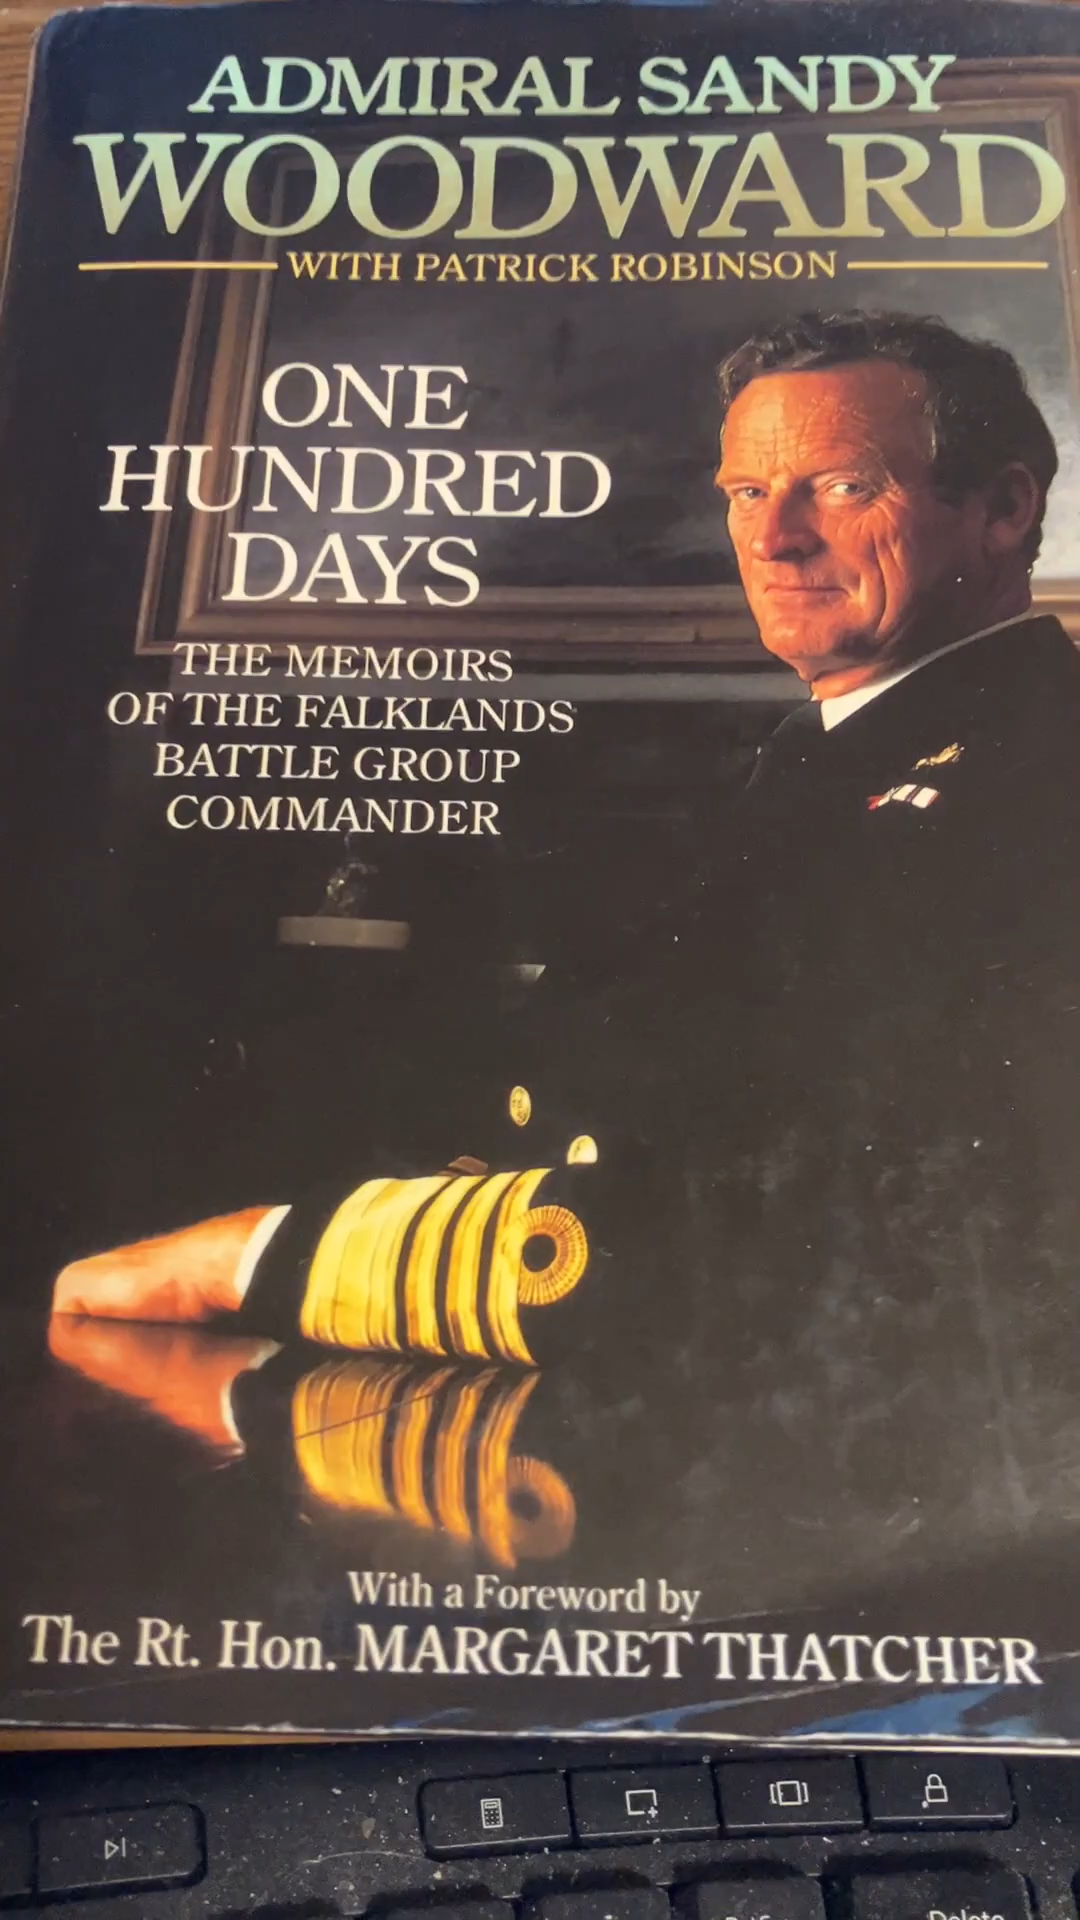 ADMIRAL SANDY
WOODWARD
WITH PATRICK ROBINSON
ONE
HUNDRED
DAYS
THE MEMOIRS
OF THE FALKLANDS
BATTLE GROUP
COMMANDER
With a Foreword by
The Rt. Hon. MARGARET THATCHER
Delete